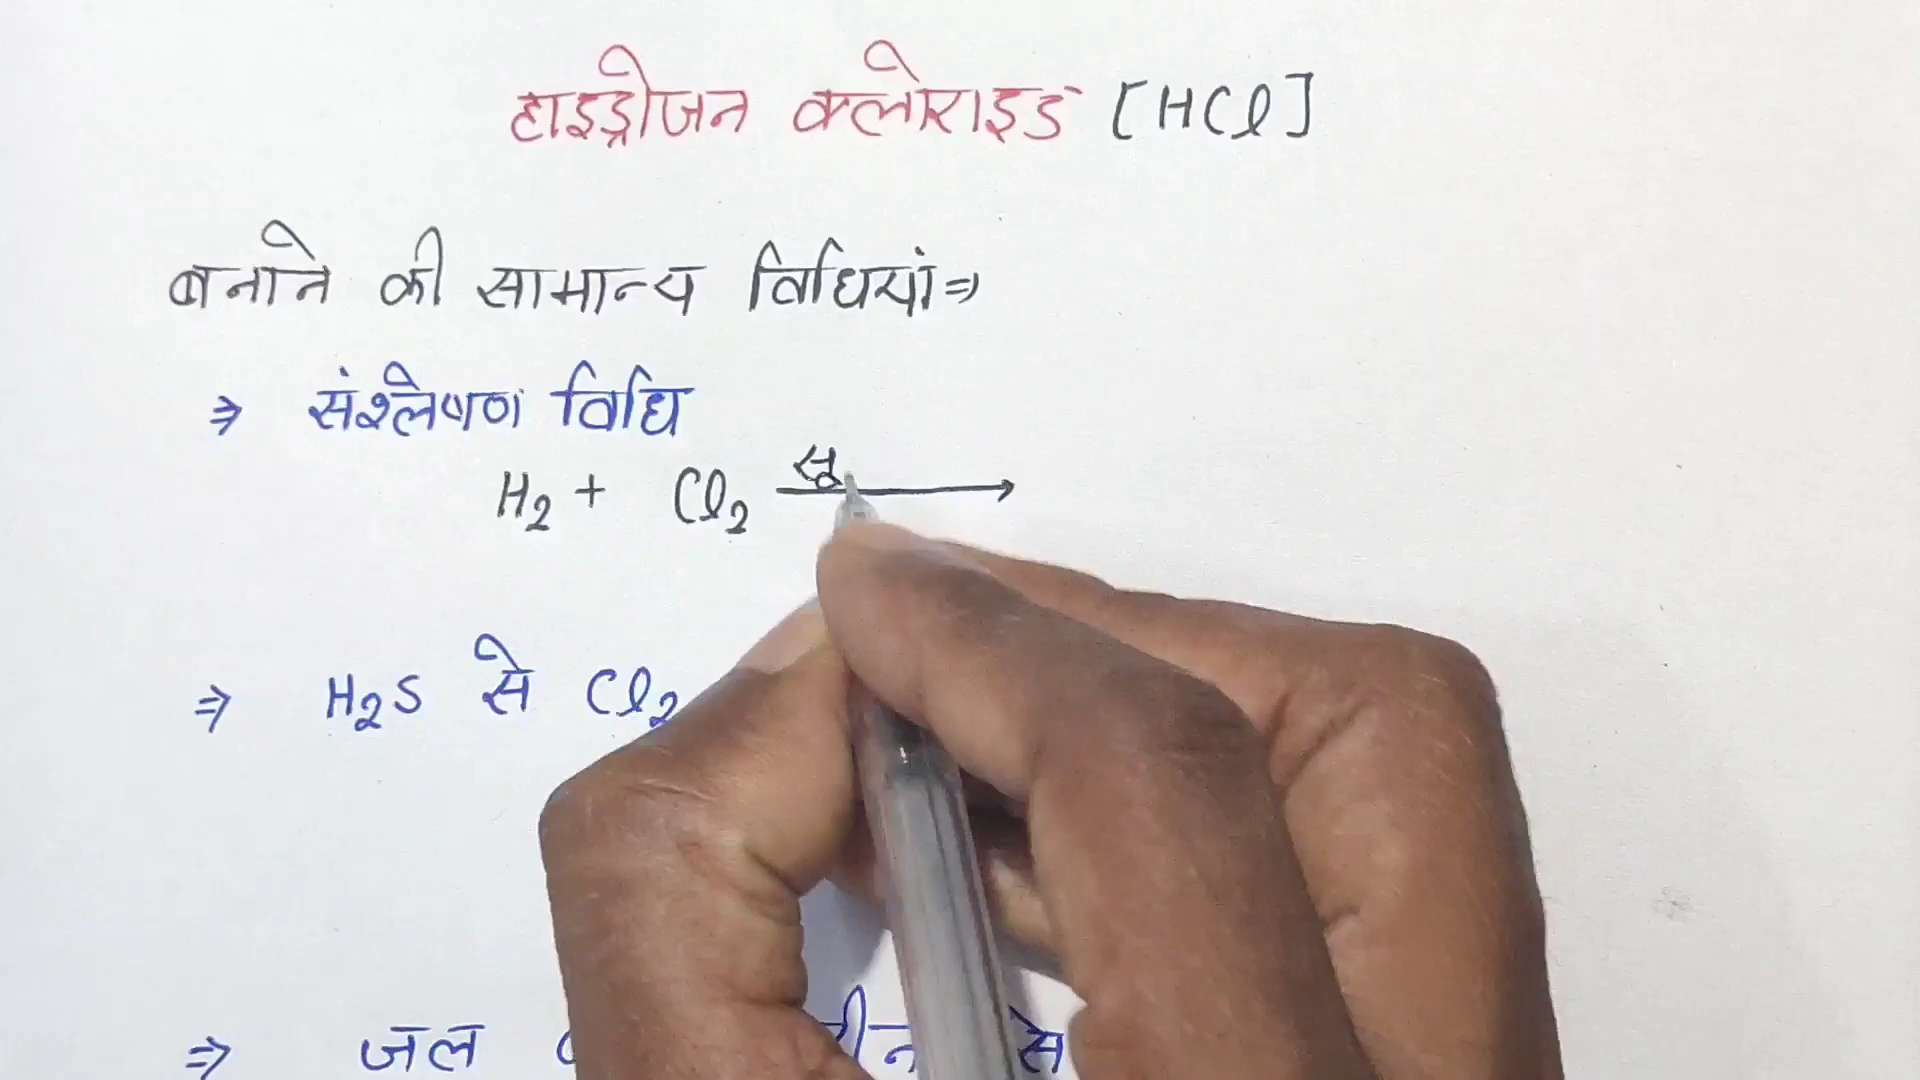 हाइड्रोजन क्लोराइड [HCl]
बनाने की सामान्य विधियां⇒
⇒ संश्लेषण विधि
H₂ + Cl₂ सू →
⇒ H₂S से Cl₂
⇒ जल से